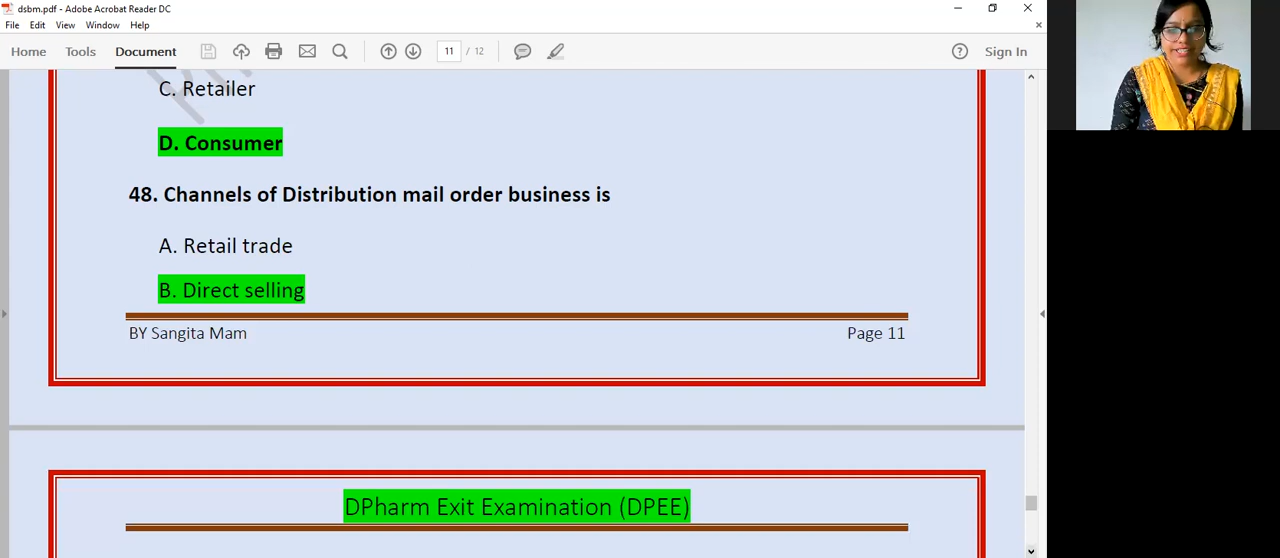 dsbm.pdf - Adobe Acrobat Reader DC
File Edit View Window Help
Home Tools Document 11 / 12 Sign In
C. Retailer
D. Consumer
48. Channels of Distribution mail order business is
A. Retail trade
B. Direct selling
BY Sangita Mam Page 11
DPharm Exit Examination (DPEE)